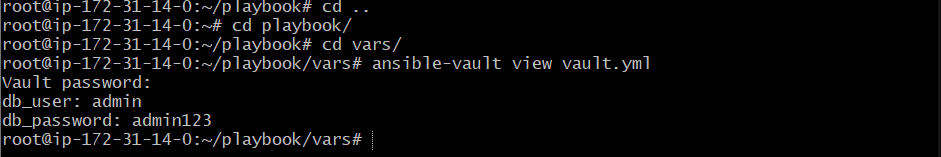 root@ip-172-31-14-0:~/playbook# cd ..
root@ip-172-31-14-0:~# cd playbook/
root@ip-172-31-14-0:~/playbook# cd vars/
root@ip-172-31-14-0:~/playbook/vars# ansible-vault view vault.yml
Vault password:
db_user: admin
db_password: admin123
root@ip-172-31-14-0:~/playbook/vars#